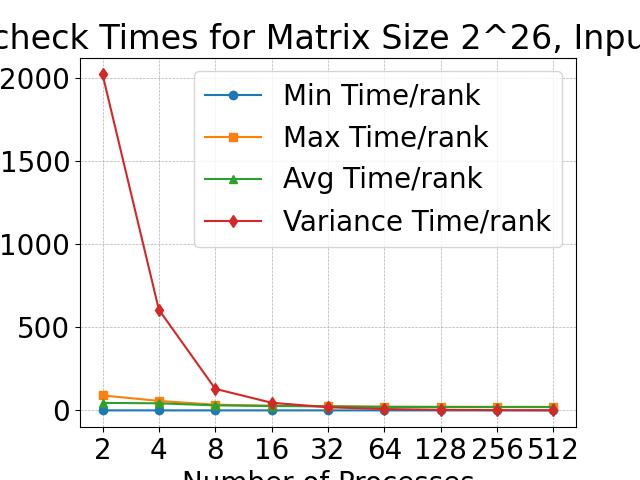 check Times for Matrix Size 2^26, Inpu
2000
1500
1000
500
0
Min Time/rank
Max Time/rank
Avg Time/rank
Variance Time/rank
2 4 8 16 32 64 128 256 512
Number of Processes